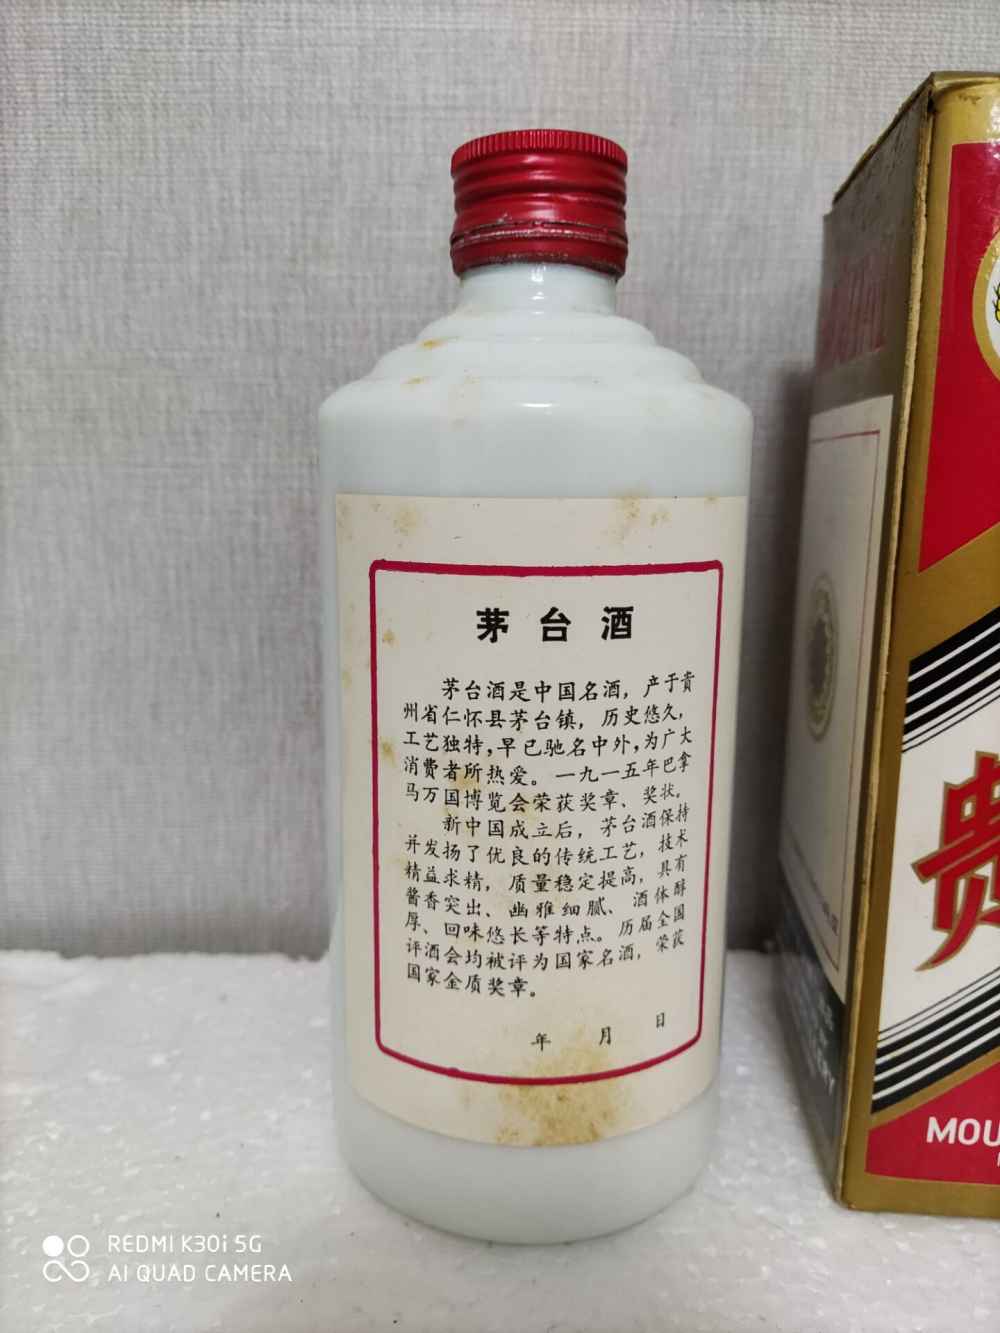 茅台酒
茅台酒是中国名酒，产于贵
州省仁怀县茅台镇，历史悠久，
工艺独特，早已驰名中外，为广大
消费者所热爱。一九一五年巴拿
马万国博览会荣获奖章、奖状。
新中国成立后，茅台酒保持
并发扬了优良的传统工艺，技术
精益求精，质量稳定提高，具有
酱香突出、幽雅细腻、酒体醇
厚、回味悠长等特点。历届全国
评酒会均被评为国家名酒，荣获
国家金质奖章。
年 月 日
贵
MOU
REDMI K30i 5G
AI QUAD CAMERA